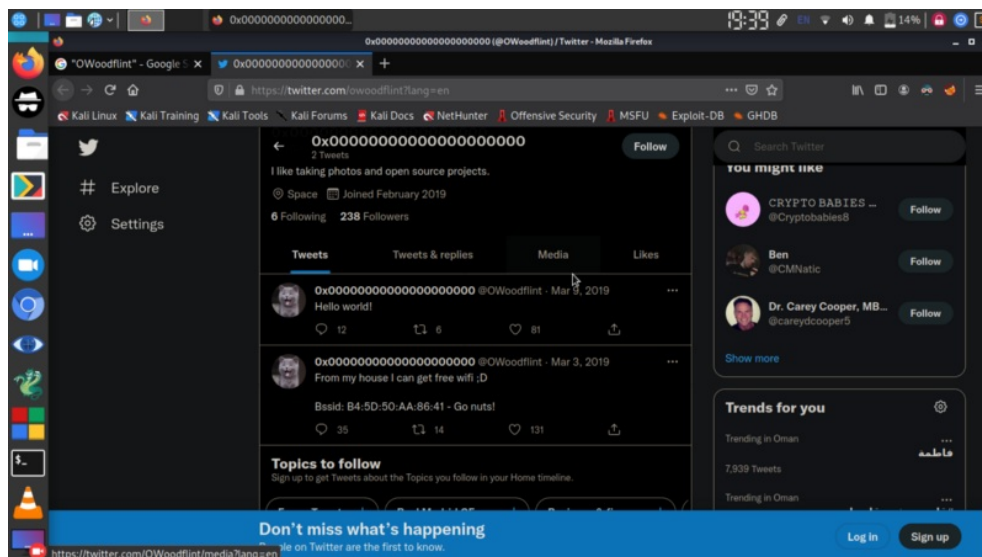 0x0000000000000000...
19:39
EN
14%
0x00000000000000000000 (@OWoodflint) / Twitter - Mozilla Firefox
"OWoodflint" - Google S
0x0000000000000000
https://twitter.com/owoodflint?lang=en
Kali Linux
Kali Training
Kali Tools
Kali Forums
Kali Docs
NetHunter
Offensive Security
MSFU
Exploit-DB
GHDB
0x00000000000000000000
2 Tweets
Follow
I like taking photos and open source projects.
Space
Joined February 2019
6 Following
238 Followers
Tweets
Tweets & replies
Media
Likes
0x00000000000000000000 @OWoodflint · Mar 9, 2019
Hello world!
12
6
81
0x00000000000000000000 @OWoodflint · Mar 3, 2019
From my house I can get free wifi ;D
Bssid: B4:5D:50:AA:86:41 - Go nuts!
35
14
131
Topics to follow
Sign up to get Tweets about the Topics you follow in your Home timeline.
# Explore
Settings
Search Twitter
You might like
CRYPTO BABIES ...
@Cryptobabies8
Follow
Ben
@CMNatic
Follow
Dr. Carey Cooper, MB...
@careydcooper5
Follow
Show more
Trends for you
Trending in Oman
فاطمة
7,939 Tweets
Trending in Oman
Don't miss what's happening
People on Twitter are the first to know.
Log in
Sign up
https://twitter.com/OWoodflint/media?lang=en
$_